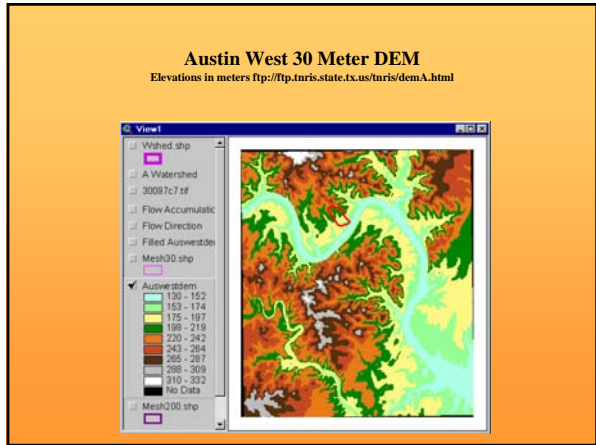 Austin West 30 Meter DEM
Elevations in meters ftp://ftp.tnris.state.tx.us/tnris/demA.html
View1
Wshed.shp
A Watershed
30097c7.tif
Flow Accumulatic
Flow Direction
Filled Auswestder
Mesh30.shp
Auswestdem
130 - 152
153 - 174
175 - 197
198 - 219
220 - 242
243 - 264
265 - 287
288 - 309
310 - 332
No Data
Mesh200.shp